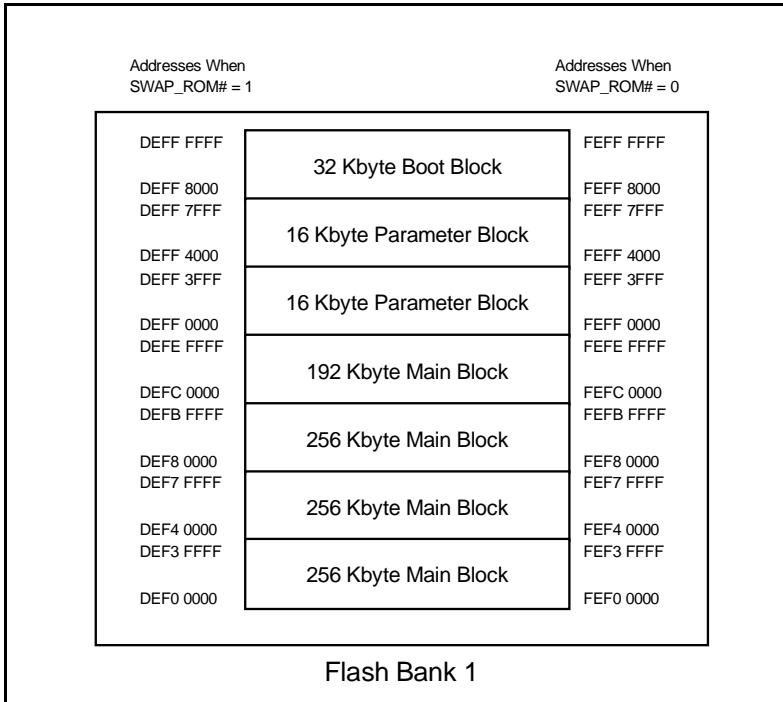 Addresses When
SWAP_ROM# = 1
Addresses When
SWAP_ROM# = 0
DEFF FFFF
32 Kbyte Boot Block
FEFF FFFF
DEFF 8000
FEFF 8000
DEFF 7FFF
16 Kbyte Parameter Block
FEFF 7FFF
DEFF 4000
FEFF 4000
DEFF 3FFF
16 Kbyte Parameter Block
FEFF 3FFF
DEFF 0000
FEFF 0000
DEFE FFFF
192 Kbyte Main Block
FEFE FFFF
DEFC 0000
FEFC 0000
DEFB FFFF
256 Kbyte Main Block
FEFB FFFF
DEF8 0000
FEF8 0000
DEF7 FFFF
256 Kbyte Main Block
FEF7 FFFF
DEF4 0000
FEF4 0000
DEF3 FFFF
256 Kbyte Main Block
FEF3 FFFF
DEF0 0000
FEF0 0000
Flash Bank 1